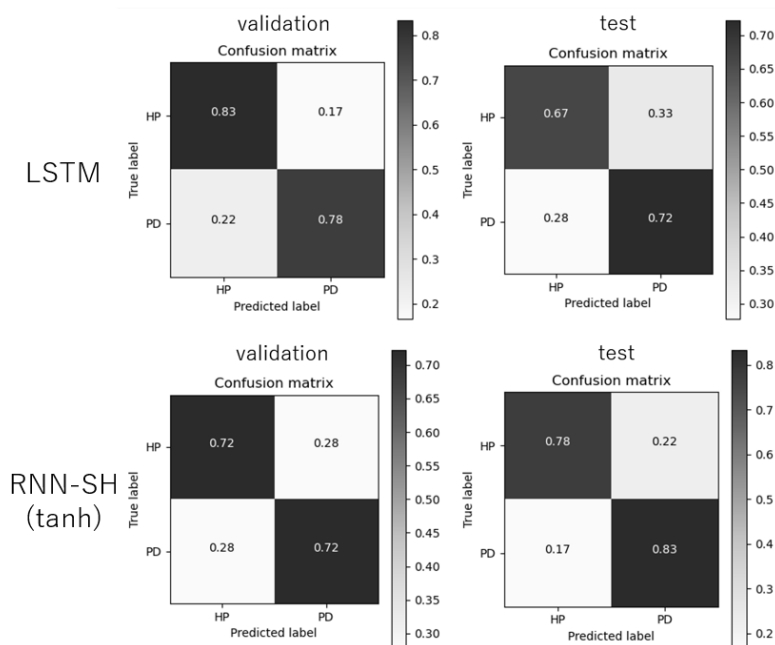 validation
Confusion matrix
LSTM
True label
HP
PD
0.83
0.17
0.22
0.78
HP
PD
Predicted label
0.8
0.7
0.6
0.5
0.4
0.3
0.2
test
Confusion matrix
True label
HP
PD
0.67
0.33
0.28
0.72
HP
PD
Predicted label
0.70
0.65
0.60
0.55
0.50
0.45
0.40
0.35
0.30
validation
Confusion matrix
RNN-SH
(tanh)
True label
HP
PD
0.72
0.28
0.28
0.72
HP
PD
Predicted label
0.70
0.65
0.60
0.55
0.50
0.45
0.40
0.35
0.30
test
Confusion matrix
True label
HP
PD
0.78
0.22
0.17
0.83
HP
PD
Predicted label
0.8
0.7
0.6
0.5
0.4
0.3
0.2